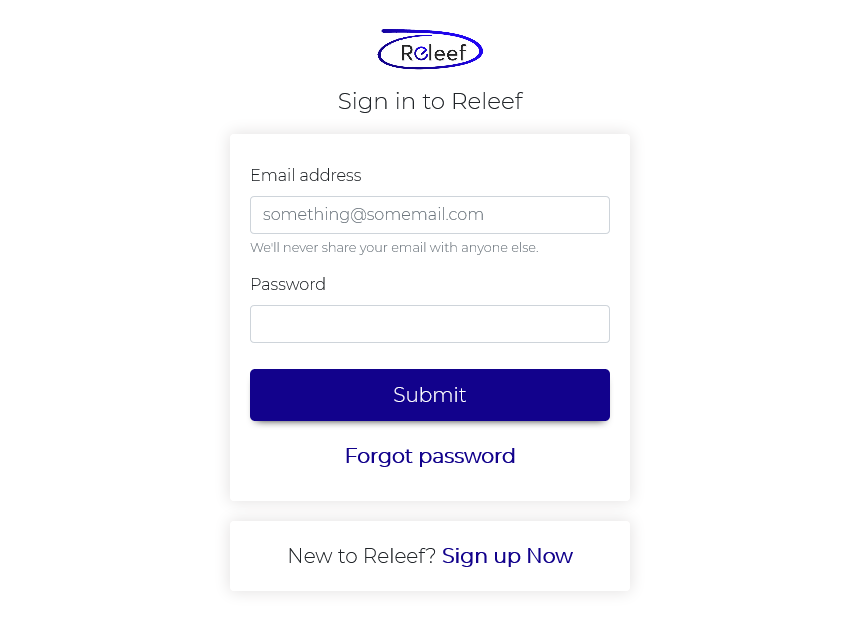 Releef
Sign in to Releef
Email address
something@somemail.com
We'll never share your email with anyone else.
Password
Submit
Forgot password
New to Releef? Sign up Now